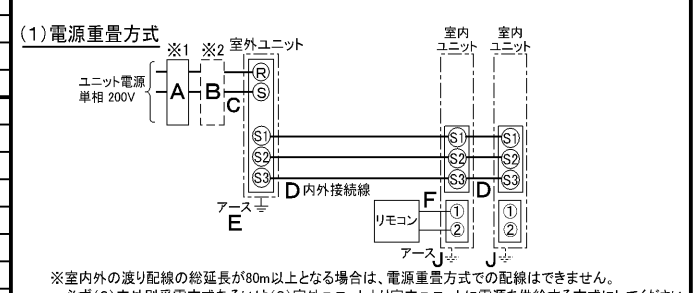 (1)電源重畳方式
※1 ※2 室外ユニット
室内
ユニット
室内
ユニット
ユニット電源
単相 200V
A
B
C
R
S
S1
S2
S3
D 内外接続線
アース
E
S1
S2
S3
D
S1
S2
S3
F
リモコン
①
②
①
②
アース J
J
※室内外の渡り配線の総延長が80m以上となる場合は、電源重畳方式での配線はできません。